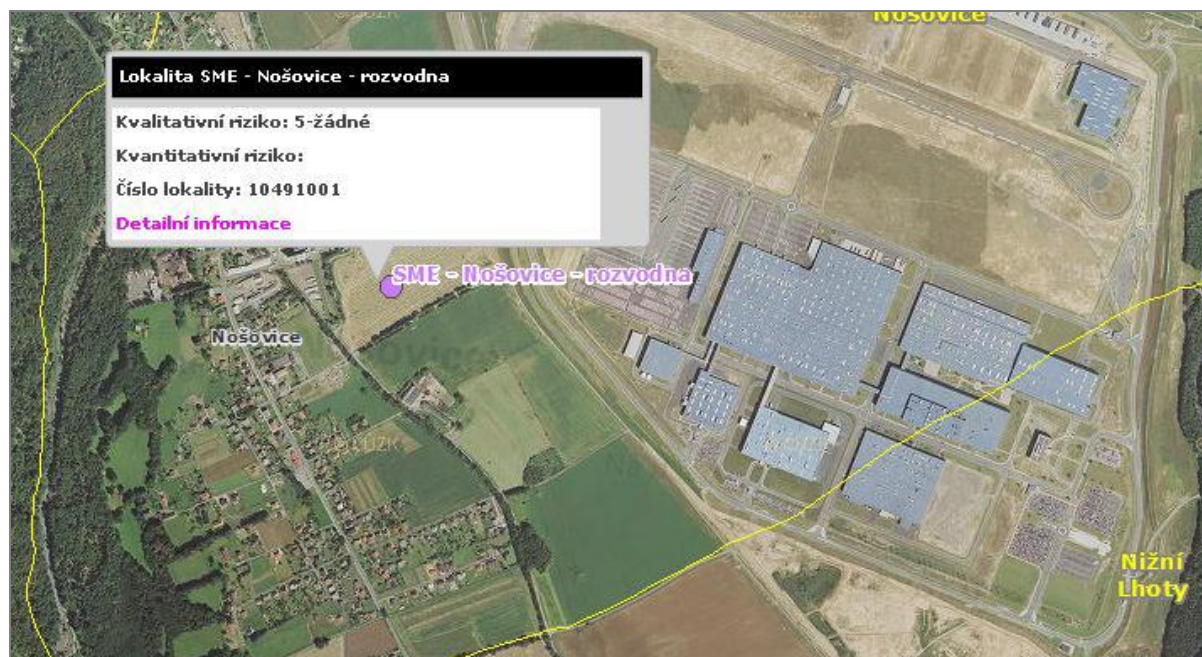 Nošovice
Lokalita SME - Nošovice - rozvodna
Kvalitativní riziko: 5-žádné
Kvantitativní riziko:
Číslo lokality: 10491001
Detailní informace
SME - Nošovice - rozvodna
Nošovice
Nižní
Lhoty